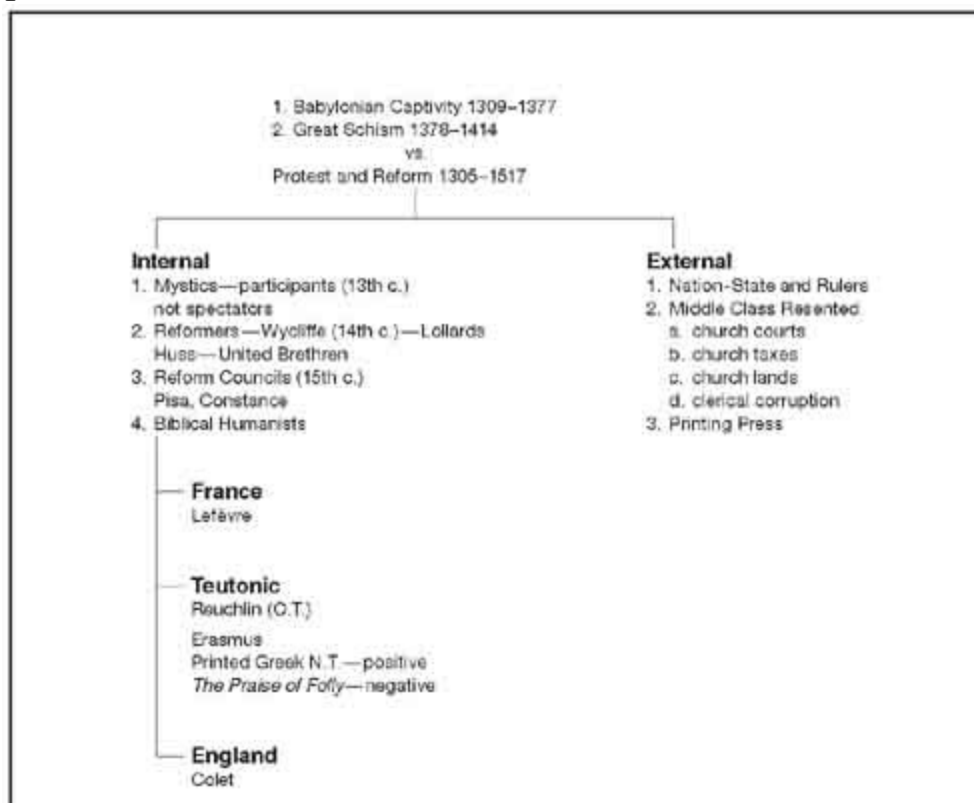 1. Babylonian Captivity 1309–1377
2. Great Schism 1378–1414
vs.
Protest and Reform 1305–1517
Internal
1. Mystics—participants (13th c.)
not spectators
2. Reformers—Wycliffe (14th c.)—Lollards
Huss—United Brethren
3. Reform Councils (15th c.)
Pisa, Constance
4. Biblical Humanists
External
1. Nation-State and Rulers
2. Middle Class Resented
a. church courts
b. church taxes
c. church lands
d. clerical corruption
3. Printing Press
France
Lefèvre
Teutonic
Reuchlin (O.T.)
Erasmus
Printed Greek N.T.—positive
The Praise of Folly—negative
England
Colet